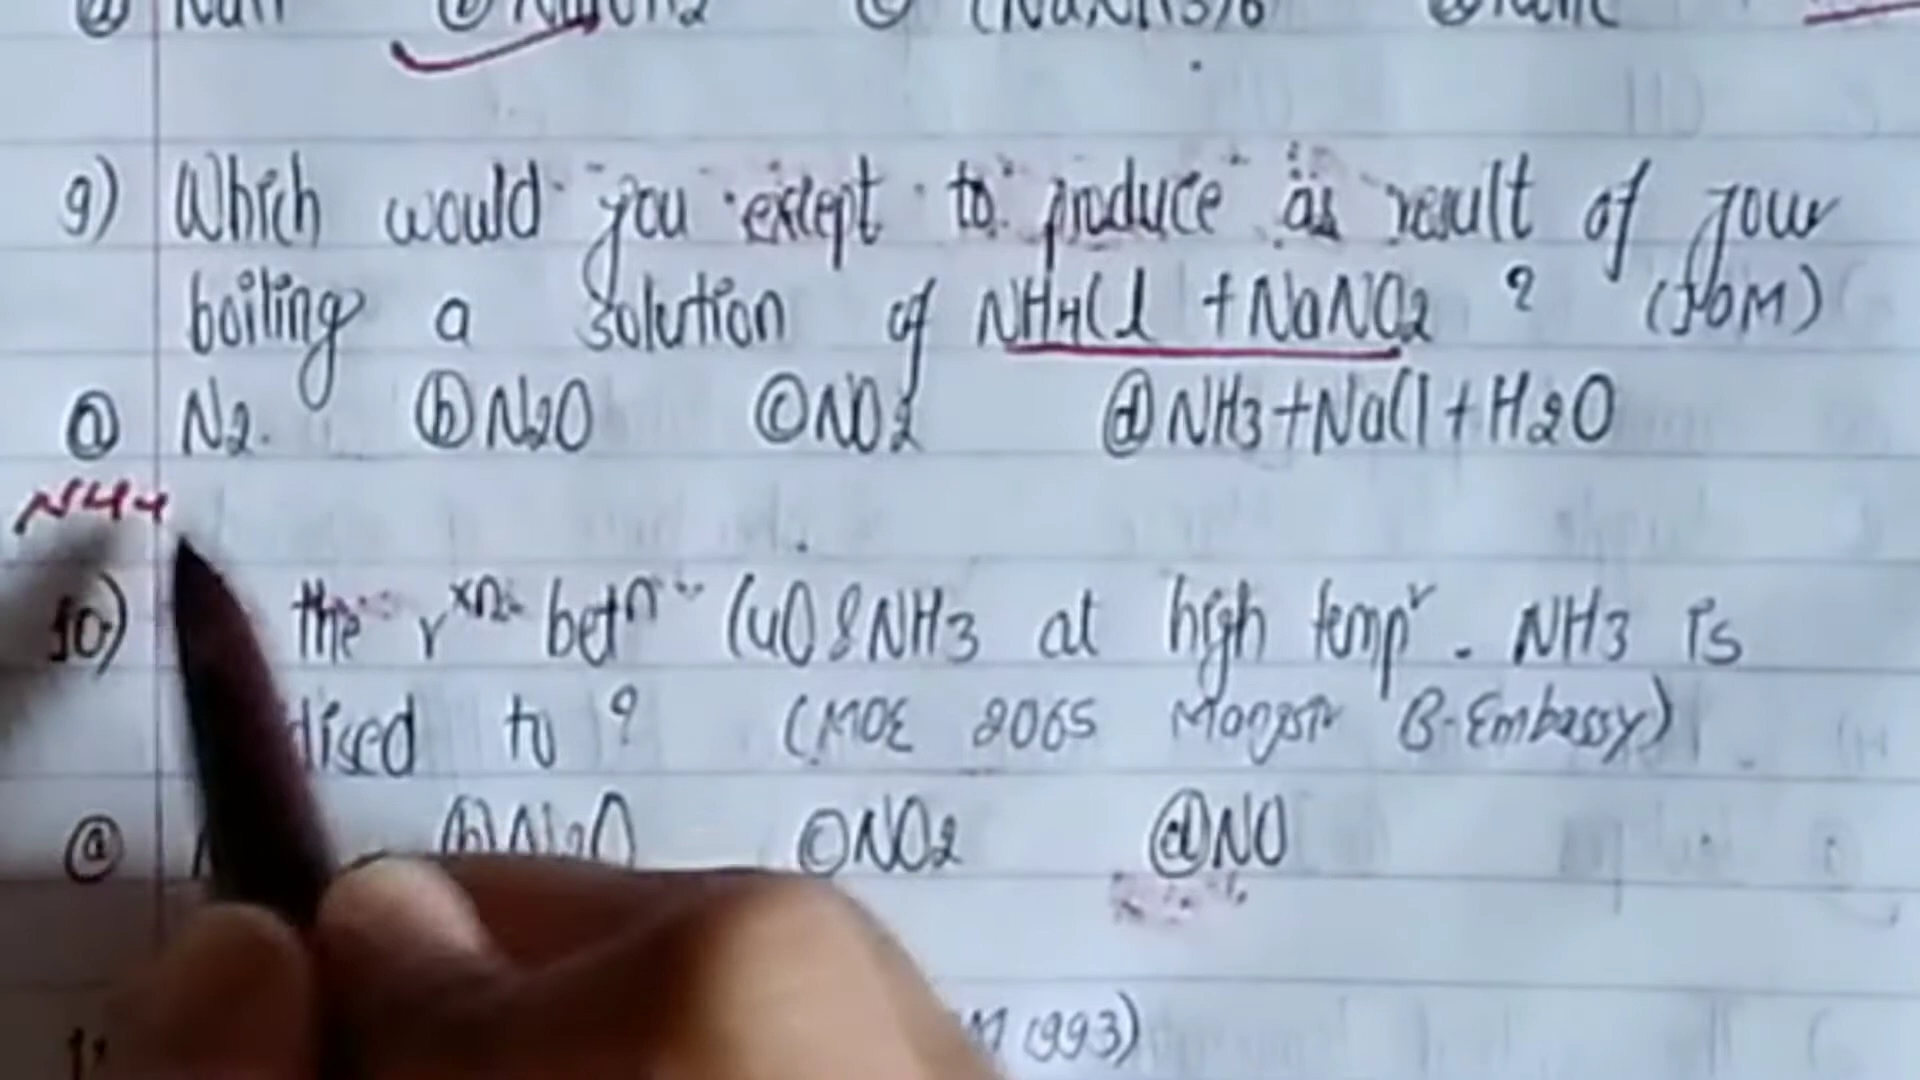 9) Which would you except to produce as result of your
boiling a solution of NH4Cl + NaNO2 ? (IOM)
ⓐ N2. ⓑ N2O ⓒ NO2 ⓓ NH3+NaCl+H2O
NH4
10) the rxn betn CuO & NH3 at high tempr. NH3 is
dised to ? (MOE 2065 B-Embassy)
ⓐ ⓑ N2O ⓒ NO2 ⓓ NO
1993)